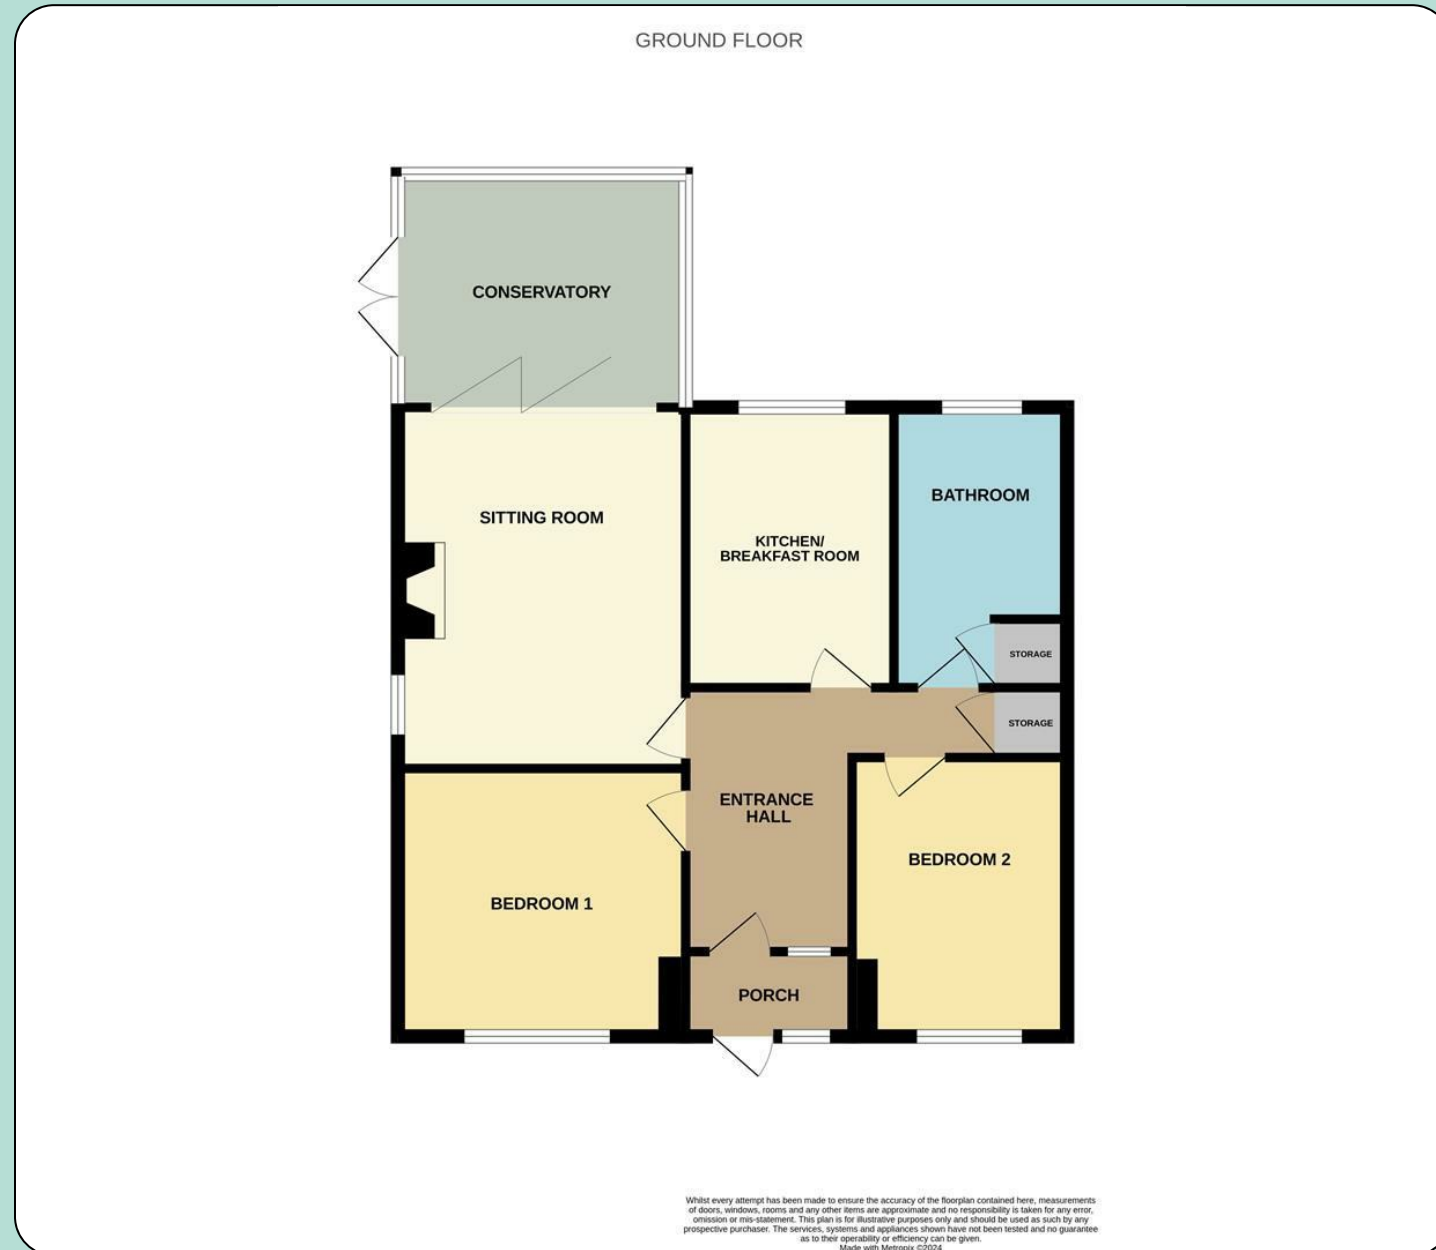 GROUND FLOOR
CONSERVATORY
SITTING ROOM
KITCHEN/
BREAKFAST ROOM
BATHROOM
STORAGE
STORAGE
ENTRANCE
HALL
BEDROOM 2
BEDROOM 1
PORCH
Whilst every attempt has been made to ensure the accuracy of the floorplan contained here, measurements
of doors, windows, rooms and any other items are approximate and no responsibility is taken for any error,
omission or mis-statement. This plan is for illustrative purposes only and should be used as such by any
prospective purchaser. The services, systems and appliances shown have not been tested and no guarantee
as to their operability or efficiency can be given.
Made with Metropix ©2024